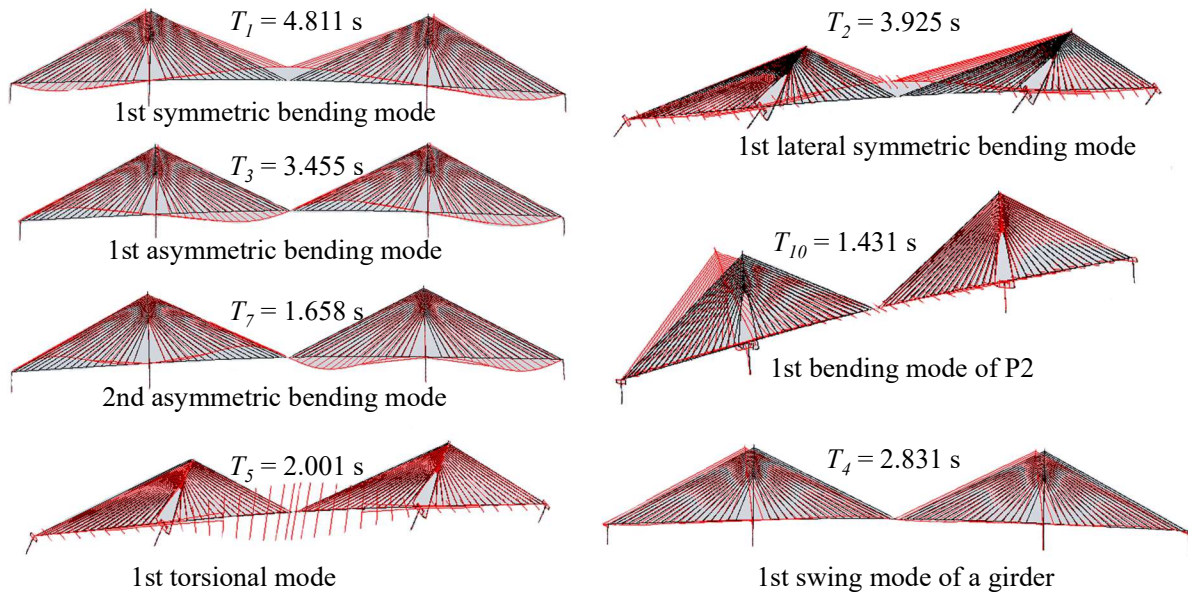 T1 = 4.811 s
1st symmetric bending mode
T3 = 3.455 s
1st asymmetric bending mode
T7 = 1.658 s
2nd asymmetric bending mode
T5 = 2.001 s
1st torsional mode
T2 = 3.925 s
1st lateral symmetric bending mode
T10 = 1.431 s
1st bending mode of P2
T4 = 2.831 s
1st swing mode of a girder